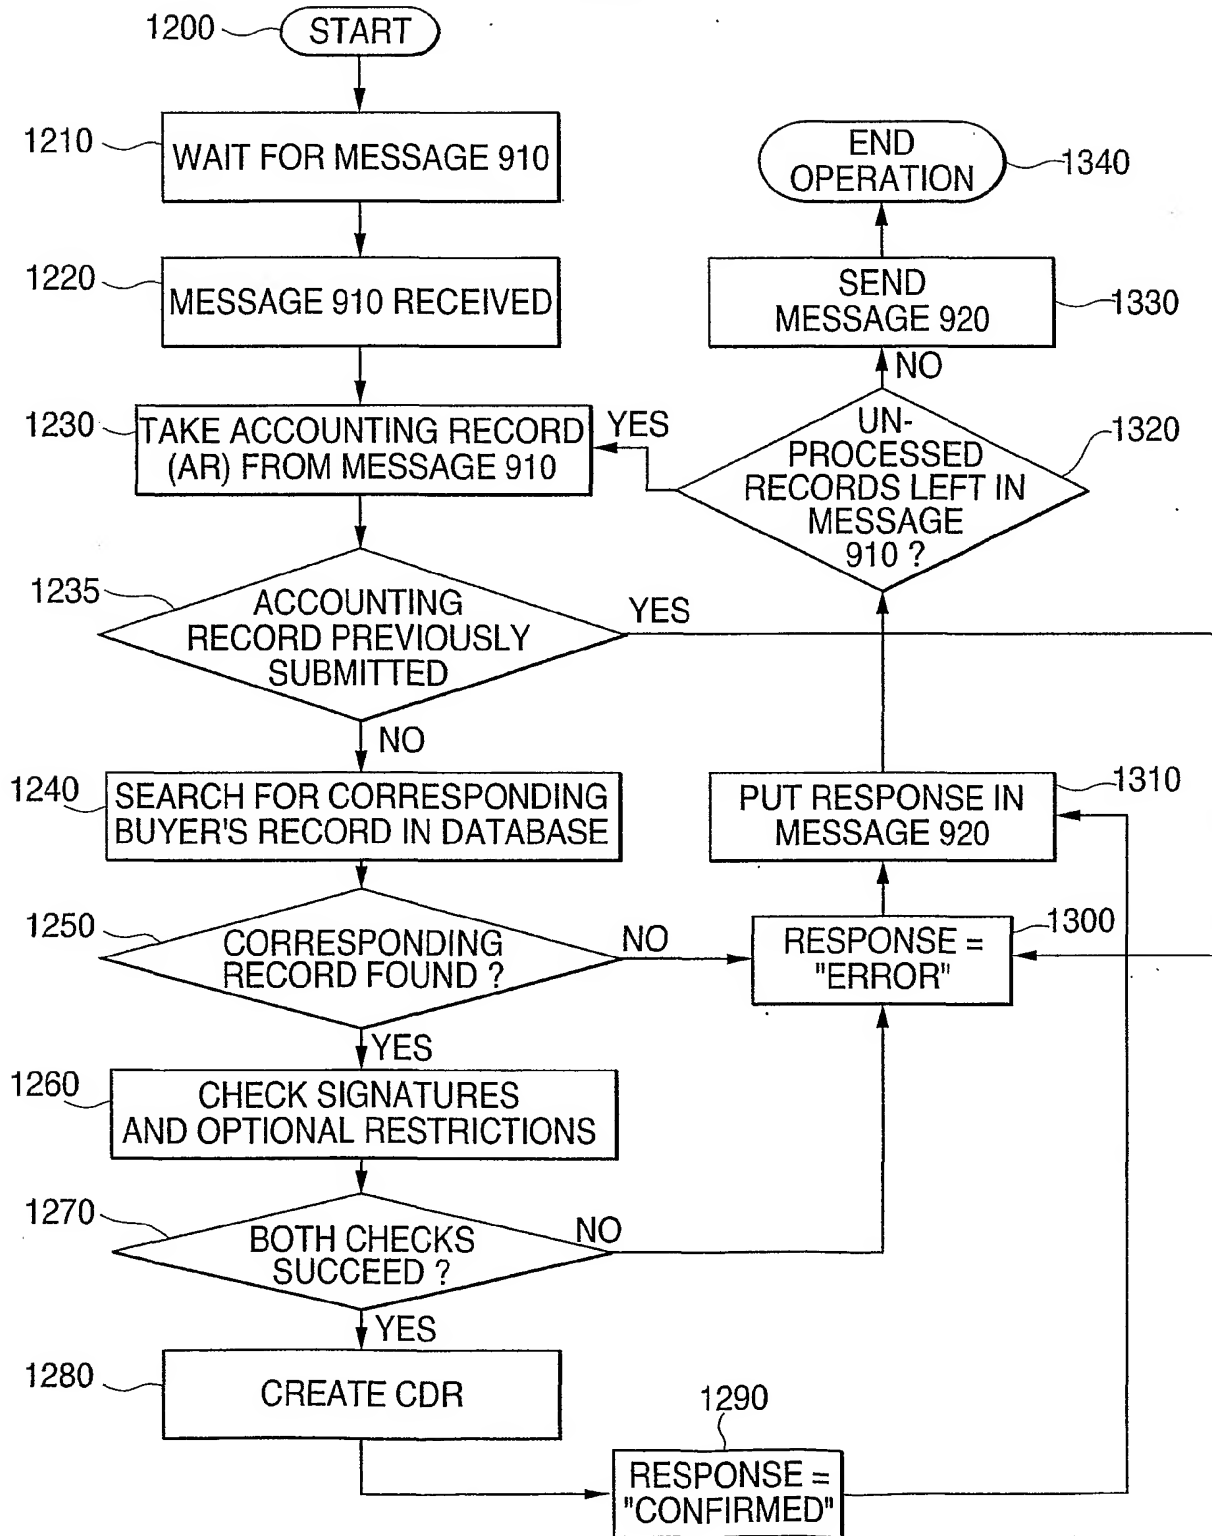 1200
START
1210
WAIT FOR MESSAGE 910
1220
MESSAGE 910 RECEIVED
1230
TAKE ACCOUNTING RECORD
(AR) FROM MESSAGE 910
1235
ACCOUNTING
RECORD PREVIOUSLY
SUBMITTED
YES
NO
1240
SEARCH FOR CORRESPONDING
BUYER'S RECORD IN DATABASE
1250
CORRESPONDING
RECORD FOUND ?
NO
YES
1260
CHECK SIGNATURES
AND OPTIONAL RESTRICTIONS
1270
BOTH CHECKS
SUCCEED ?
NO
YES
1280
CREATE CDR
1290
RESPONSE =
"CONFIRMED"
1300
RESPONSE =
"ERROR"
1310
PUT RESPONSE IN
MESSAGE 920
1320
UN-
PROCESSED
RECORDS LEFT IN
MESSAGE
910 ?
YES
NO
1330
SEND
MESSAGE 920
1340
END
OPERATION